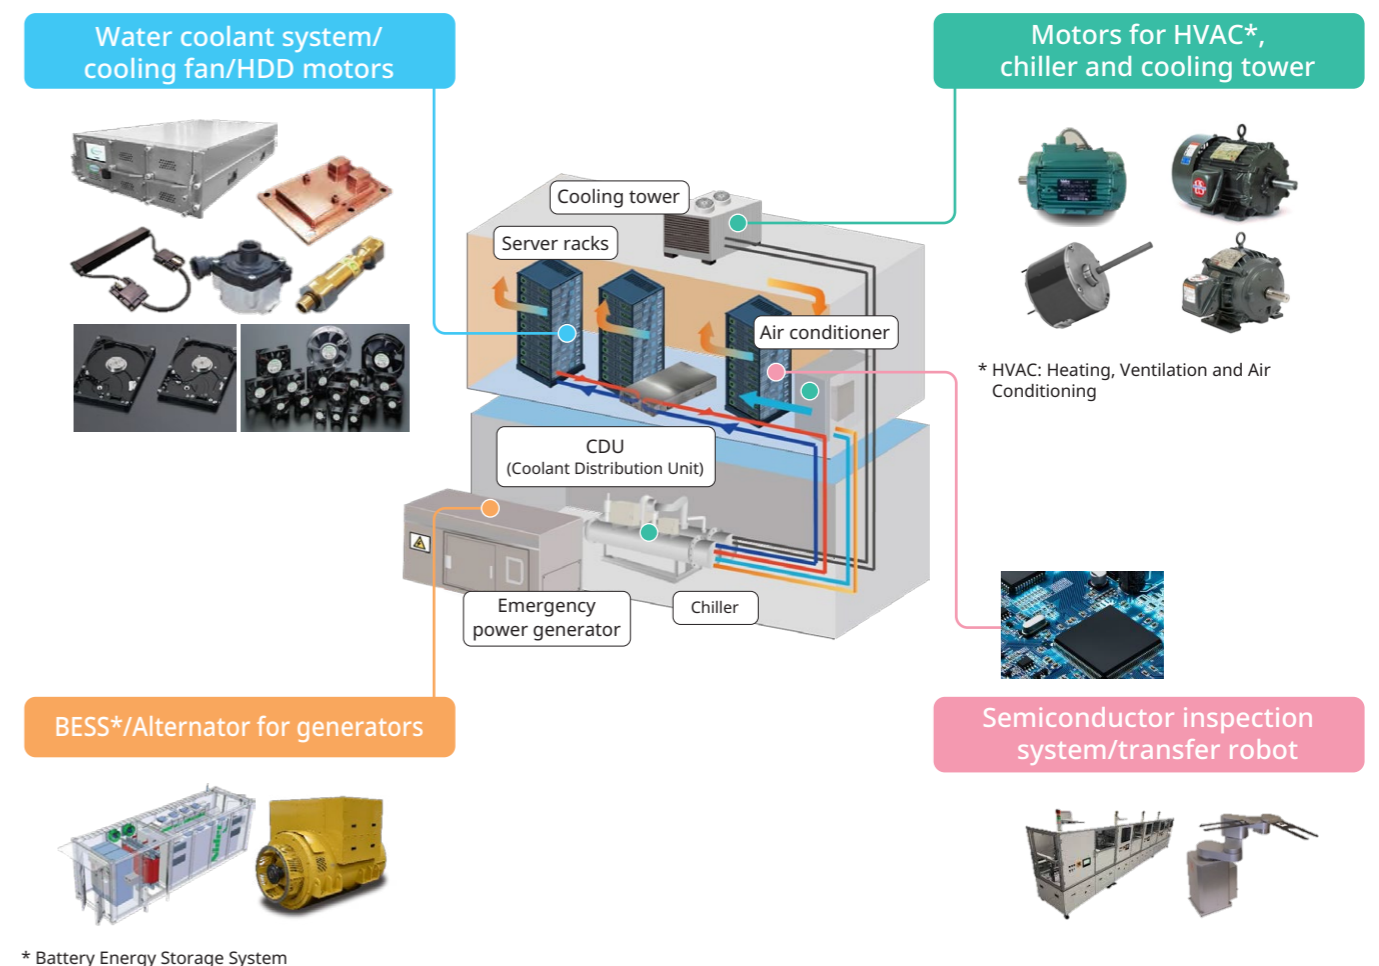 Water coolant system/
cooling fan/HDD motors
Motors for HVAC*,
chiller and cooling tower
Cooling tower
Server racks
Air conditioner
* HVAC: Heating, Ventilation and Air
Conditioning
CDU
(Coolant Distribution Unit)
Emergency
power generator
Chiller
BESS*/Alternator for generators
Semiconductor inspection
system/transfer robot
Nidec
* Battery Energy Storage System